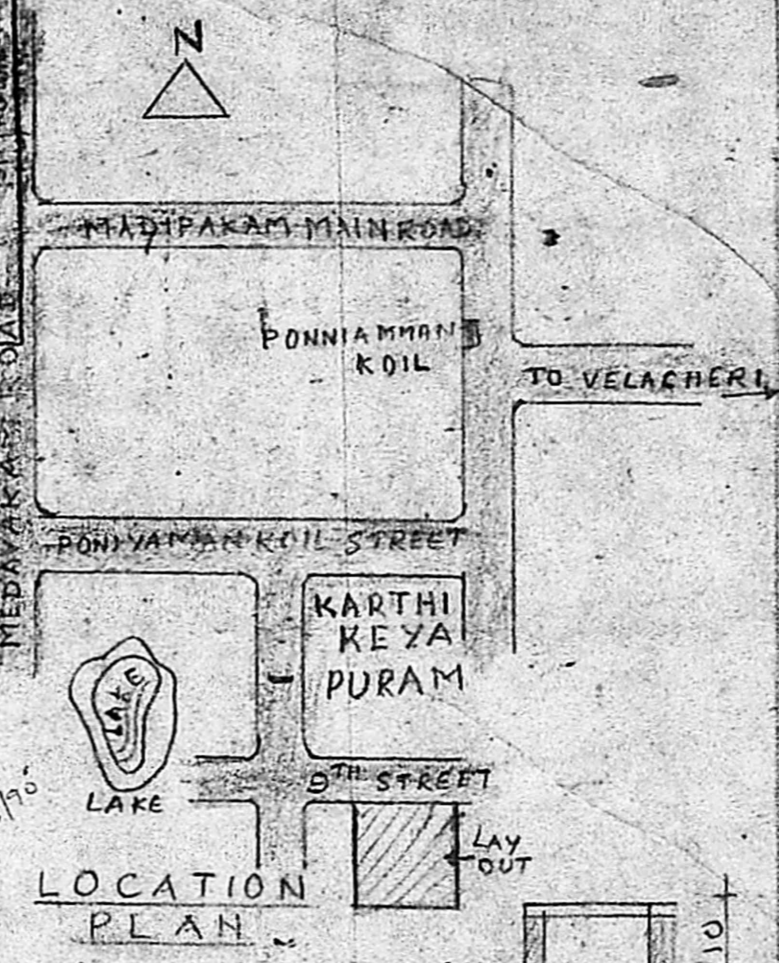 N
MADIPAKAM MAIN ROAD
PONNIAMMAN
KOIL
TO VELACHERI
MEDAVAKAM ROAD
PONIYAMAN KOIL STREET
KARTHI
KEYA
PURAM
LAKE
LAKE
9TH STREET
LAY
OUT
LOCATION
PLAN